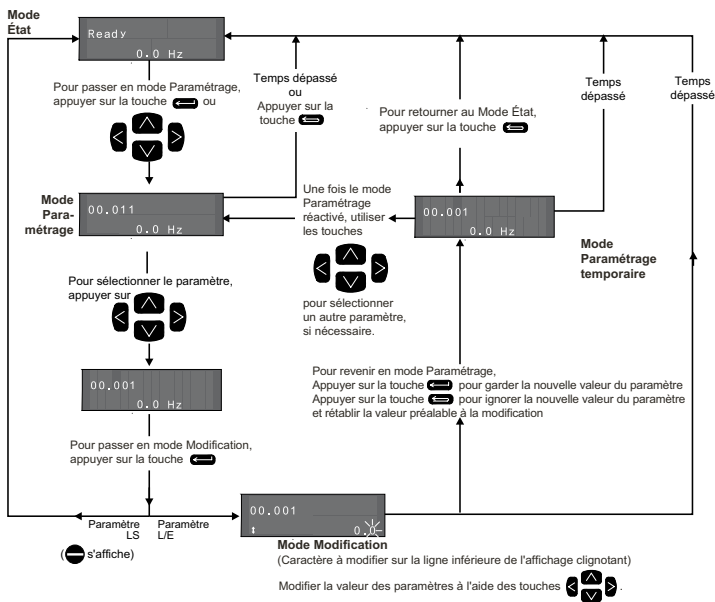 Mode
État
Ready
0.0 Hz
Pour passer en mode Paramétrage,
appuyer sur la touche ou
Temps dépassé
ou
Appuyer sur la
touche
Pour retourner au Mode État,
appuyer sur la touche
Temps
dépassé
Temps
dépassé
Mode
Para-
métrage
00.011
0.0 Hz
Une fois le mode
Paramétrage
réactivé, utiliser
les touches
pour sélectionner
un autre paramètre,
si nécessaire.
00.001
0.0 Hz
Mode
Paramétrage
temporaire
Pour sélectionner le paramètre,
appuyer sur
00.001
0.0 Hz
Pour revenir en mode Paramétrage,
Appuyer sur la touche pour garder la nouvelle valeur du paramètre
Appuyer sur la touche pour ignorer la nouvelle valeur du paramètre
et rétablir la valeur préalable à la modification
Pour passer en mode Modification,
appuyer sur la touche
Paramètre
LS
Paramètre
L/E
( s'affiche)
00.001
0.0
Mode Modification
(Caractère à modifier sur la ligne inférieure de l'affichage clignotant)
Modifier la valeur des paramètres à l'aide des touches .